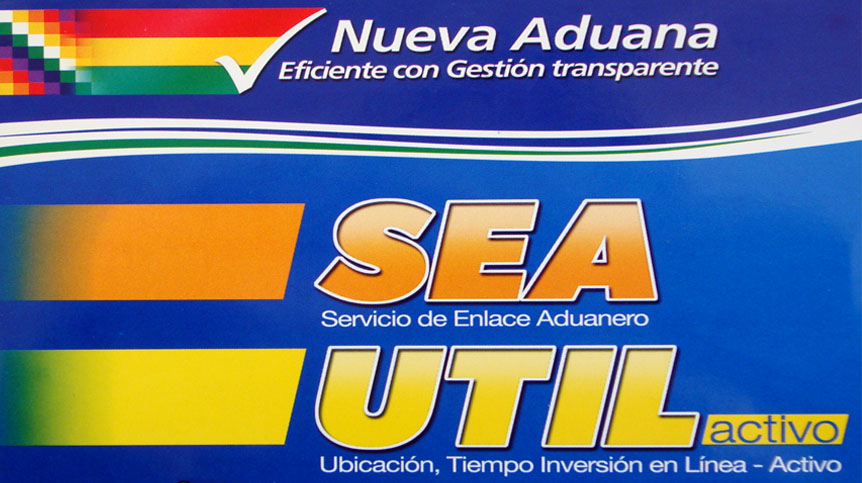 Nueva Aduana
Eficiente con Gestión transparente
SEA
Servicio de Enlace Aduanero
UTIL activo
Ubicación, Tiempo Inversión en Línea - Activo